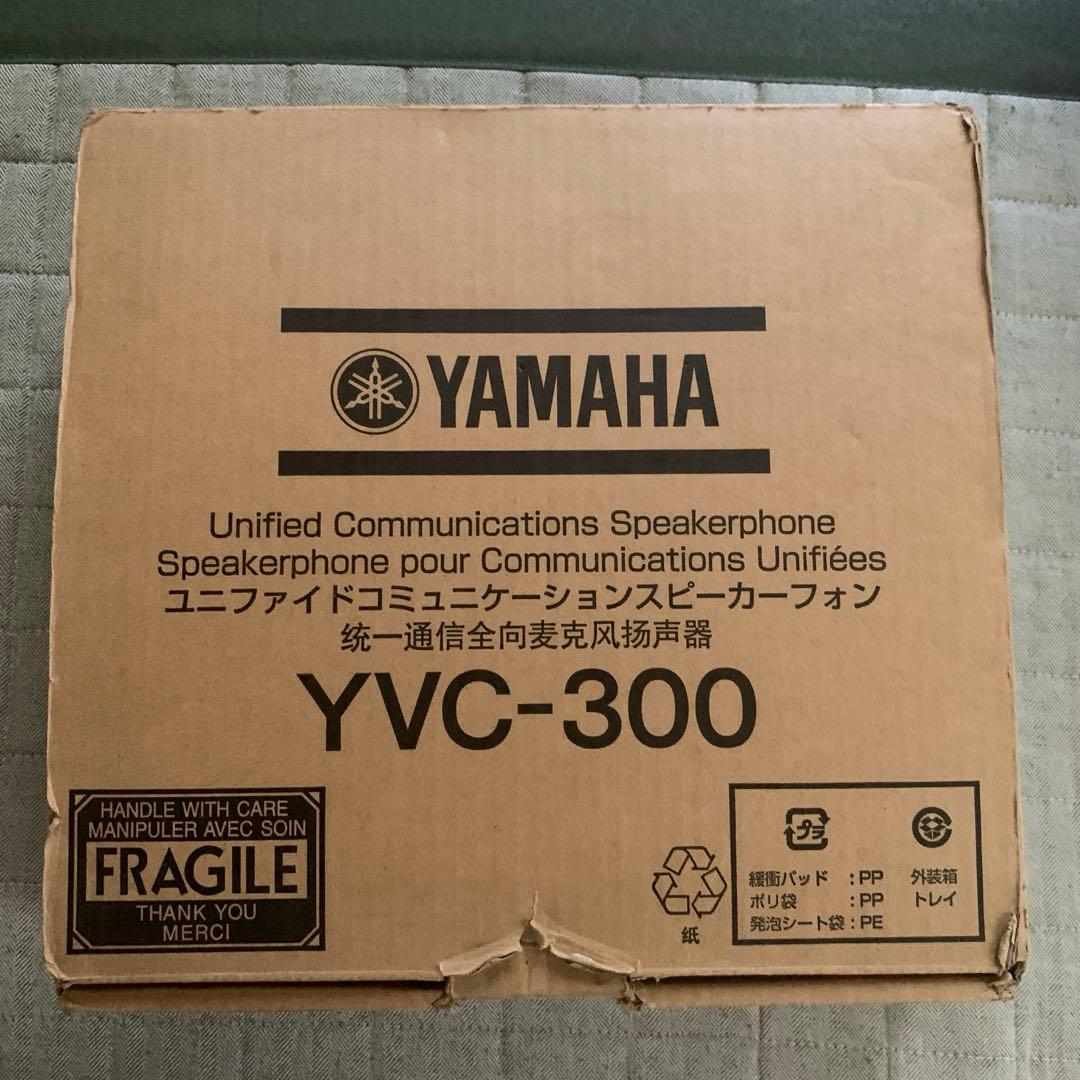 YAMAHA
Unified Communications Speakerphone
Speakerphone pour Communications Unifiées
ユニファイドコミュニケーションスピーカーフォン
统一通信全向麦克风扬声器
YVC-300
HANDLE WITH CARE
MANIPULER AVEC SOIN
FRAGILE
THANK YOU
MERCI
纸
プラ
緩衝パッド :PP
ポリ袋 :PP
発泡シート袋:PE
外装箱
トレイ